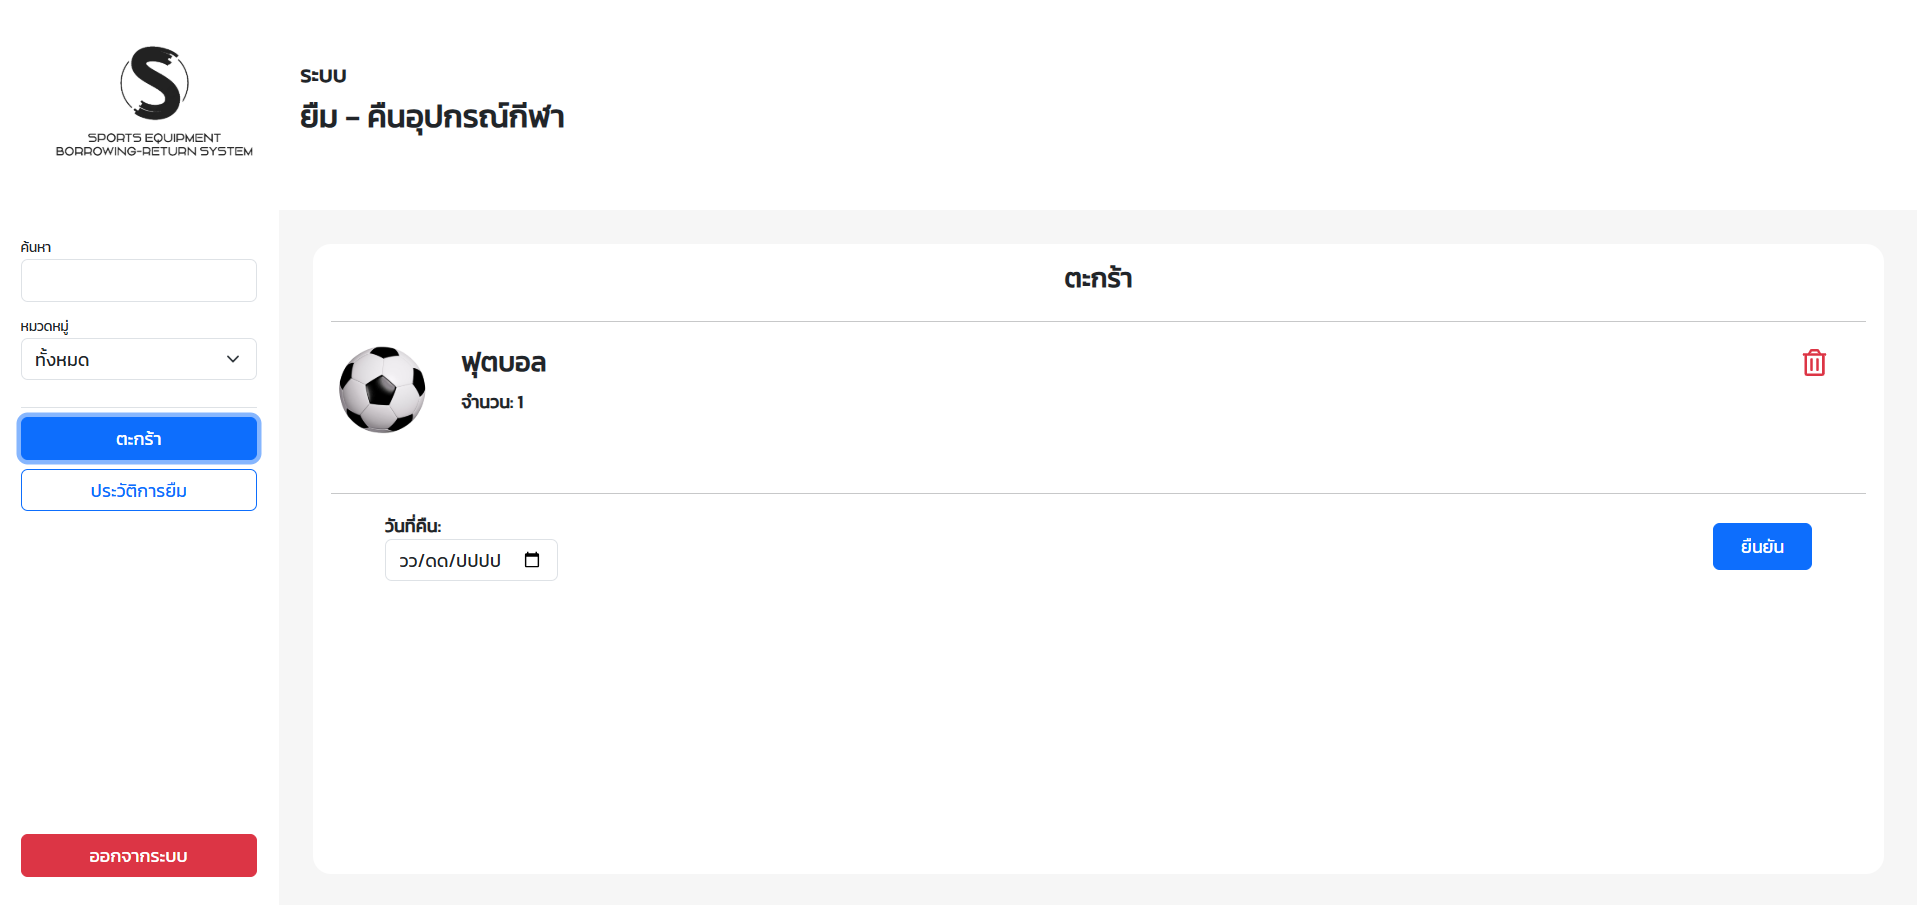 SPORTS EQUIPMENT
BORROWING-RETURN SYSTEM
ระบบ
ยืม - คืนอุปกรณ์กีฬา
ค้นหา
หมวดหมู่
ทั้งหมด
ตะกร้า
ประวัติการยืม
ออกจากระบบ
ตะกร้า
ฟุตบอล
จำนวน: 1
วันที่คืน:
วว/ดด/ปปปป
ยืนยัน